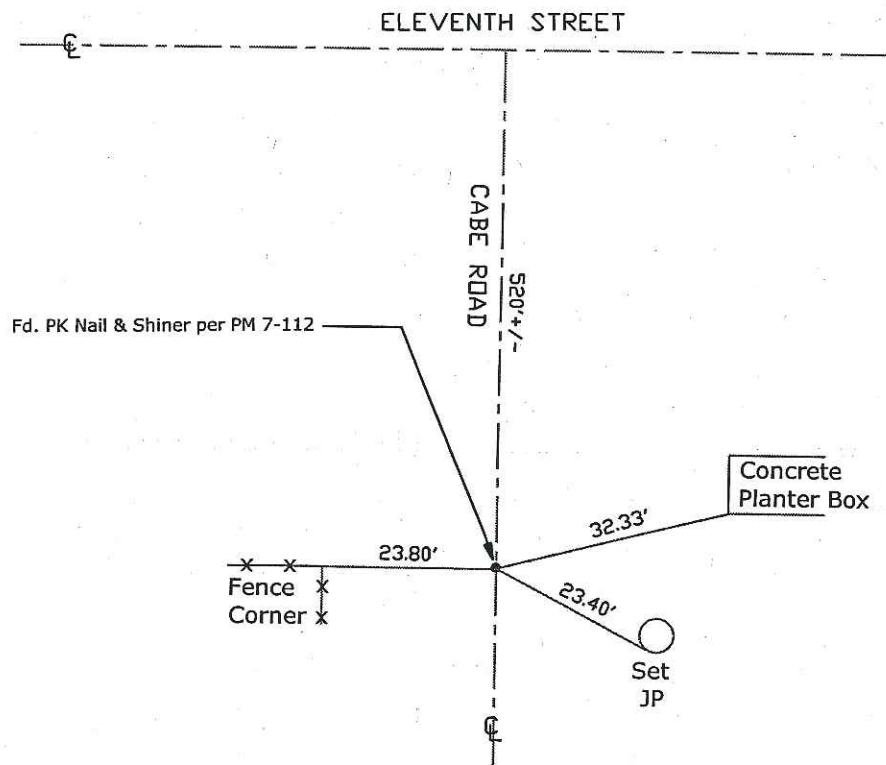 ELEVENTH STREET
℄
CABE ROAD
520'+/-
Fd. PK Nail & Shiner per PM 7-112
Concrete
Planter Box
32.33'
23.80'
Fence
Corner
23.40'
Set
JP
℄